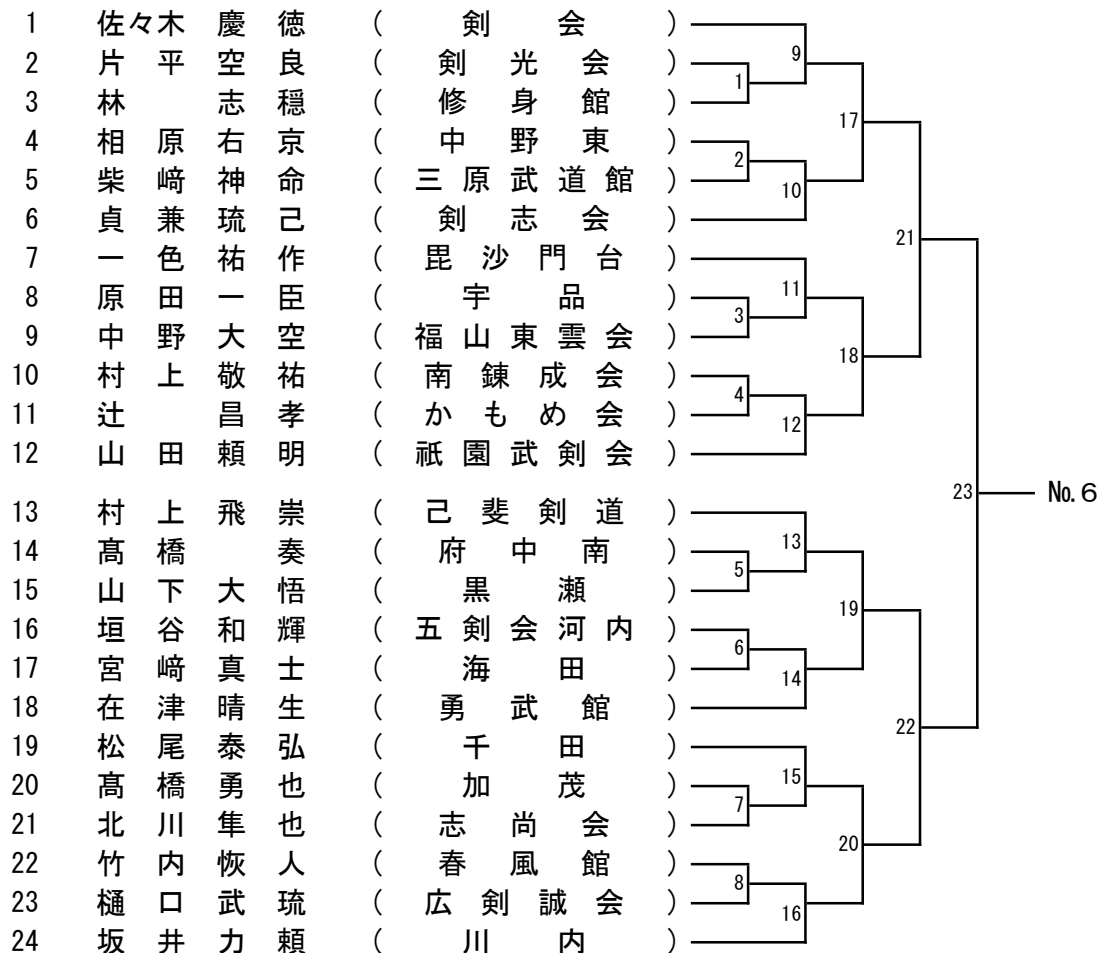 1 佐々木 慶 徳 ( 剣 会 )
2 片 平 空 良 ( 剣 光 会 )
3 林 志 穏 ( 修 身 館 )
4 相 原 右 京 ( 中 野 東 )
5 柴 﨑 神 命 ( 三 原 武 道 館 )
6 貞 兼 琉 己 ( 剣 志 会 )
7 一 色 祐 作 ( 毘 沙 門 台 )
8 原 田 一 臣 ( 宇 品 )
9 中 野 大 空 ( 福 山 東 雲 会 )
10 村 上 敬 祐 ( 南 錬 成 会 )
11 辻 昌 孝 ( か も め 会 )
12 山 田 頼 明 ( 祇 園 武 剣 会 )
13 村 上 飛 崇 ( 己 斐 剣 道 )
14 髙 橋 奏 ( 府 中 南 )
15 山 下 大 悟 ( 黒 瀬 )
16 垣 谷 和 輝 ( 五 剣 会 河 内 )
17 宮 﨑 真 士 ( 海 田 )
18 在 津 晴 生 ( 勇 武 館 )
19 松 尾 泰 弘 ( 千 田 )
20 髙 橋 勇 也 ( 加 茂 )
21 北 川 隼 也 ( 志 尚 会 )
22 竹 内 恢 人 ( 春 風 館 )
23 樋 口 武 琉 ( 広 剣 誠 会 )
24 坂 井 力 頼 ( 川 内 )
1
2
3
4
5
6
7
8
9
10
11
12
13
14
15
16
17
18
19
20
21
22
23
№6